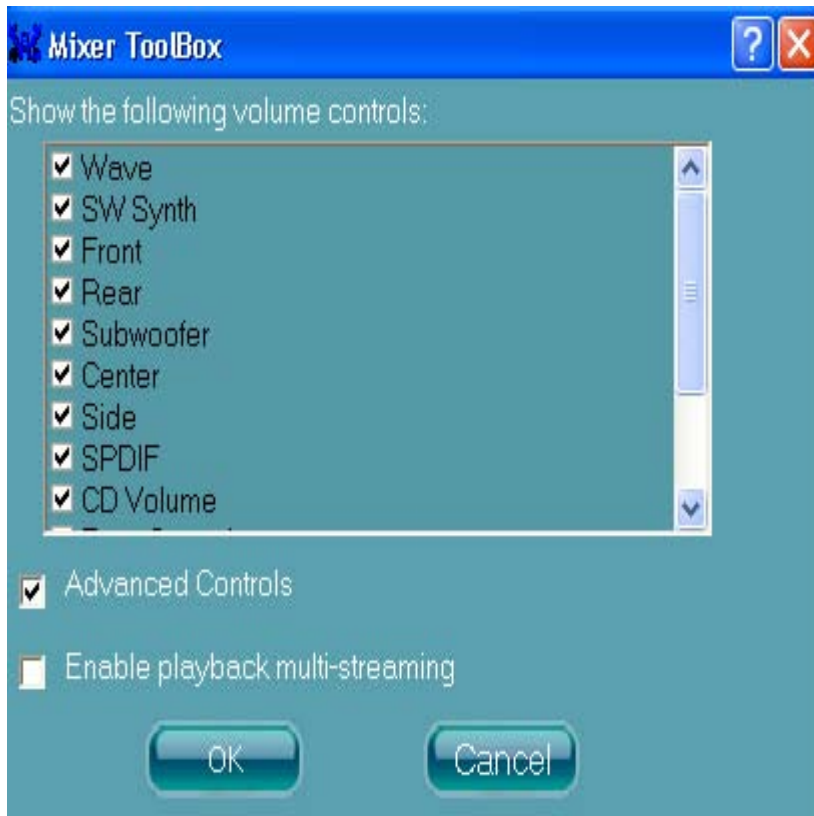 Mixer ToolBox
Show the following volume controls:
Wave
SW Synth
Front
Rear
Subwoofer
Center
Side
SPDIF
CD Volume
Advanced Controls
Enable playback multi-streaming
OK
Cancel